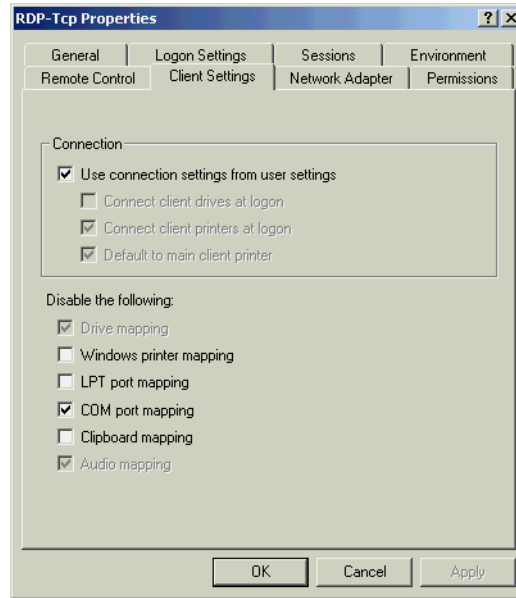 RDP-Tcp Properties
General Logon Settings Sessions Environment
Remote Control Client Settings Network Adapter Permissions
Connection
Use connection settings from user settings
Connect client drives at logon
Connect client printers at logon
Default to main client printer
Disable the following:
Drive mapping
Windows printer mapping
LPT port mapping
COM port mapping
Clipboard mapping
Audio mapping
OK Cancel Apply